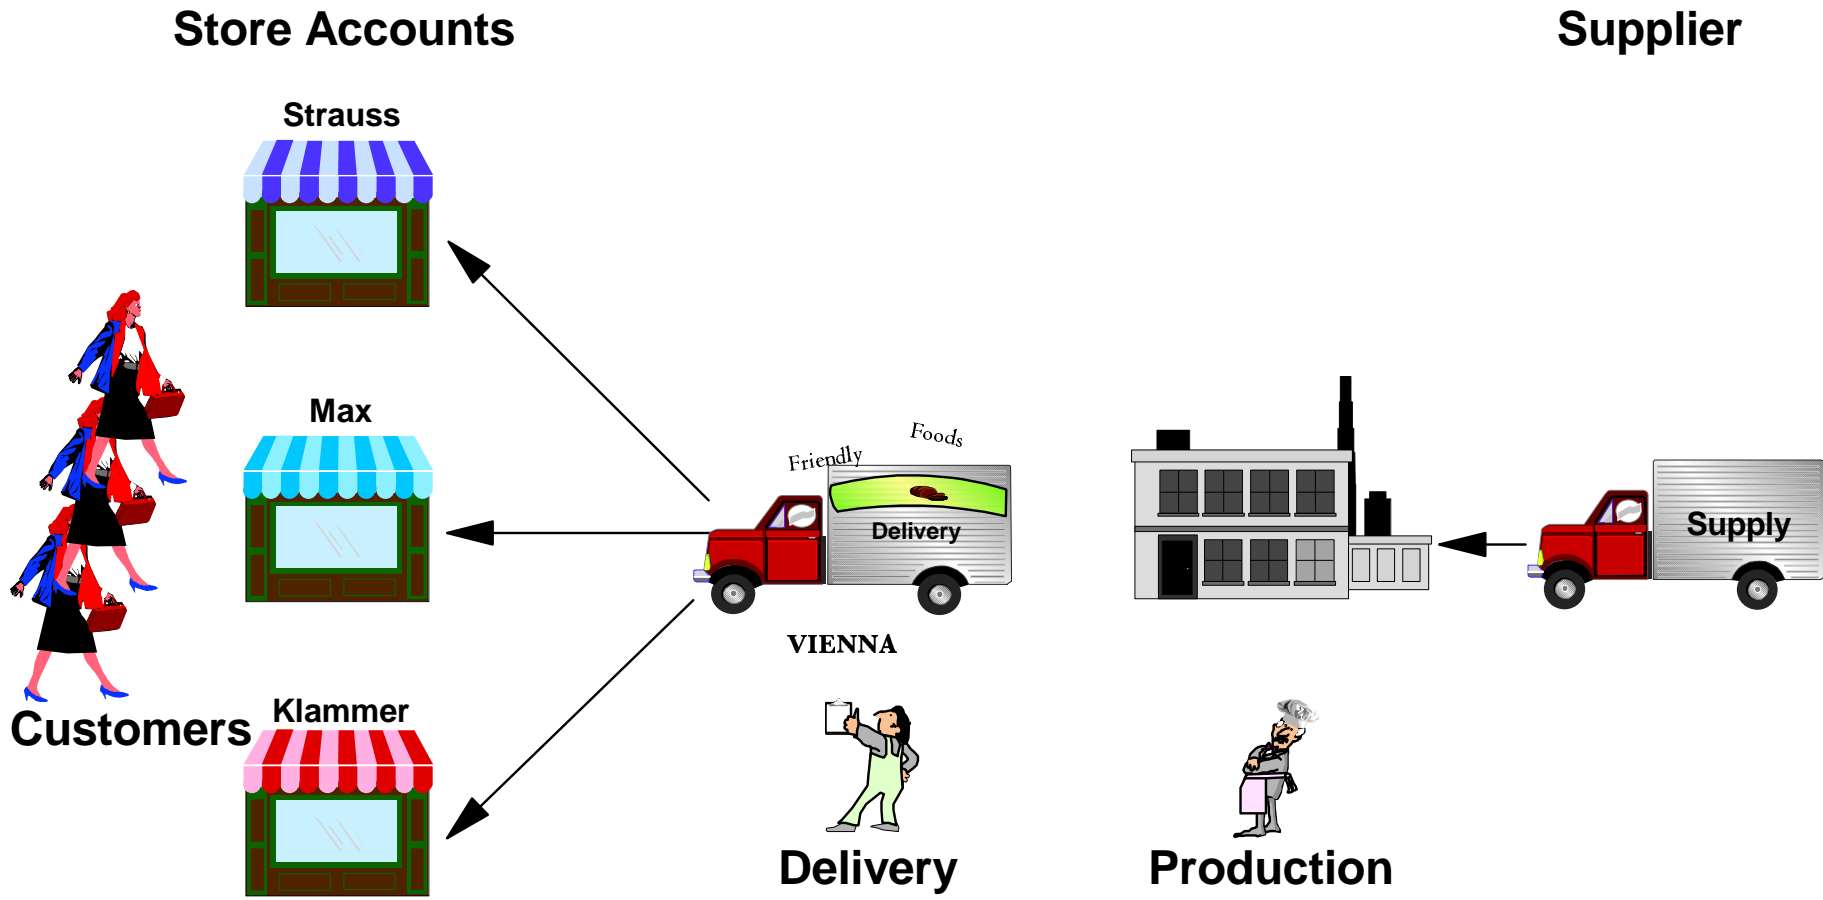 Store Accounts
Supplier
Strauss
Max
Friendly
Foods
Delivery
Supply
VIENNA
Customers
Klammer
Delivery
Production